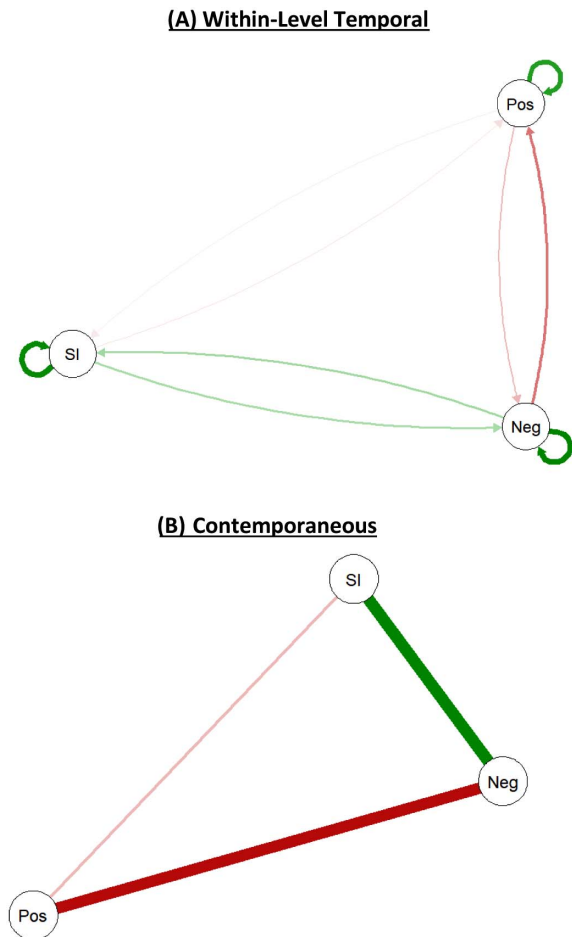 (A) Within-Level Temporal
Pos
SI
Neg
(B) Contemporaneous
SI
Neg
Pos